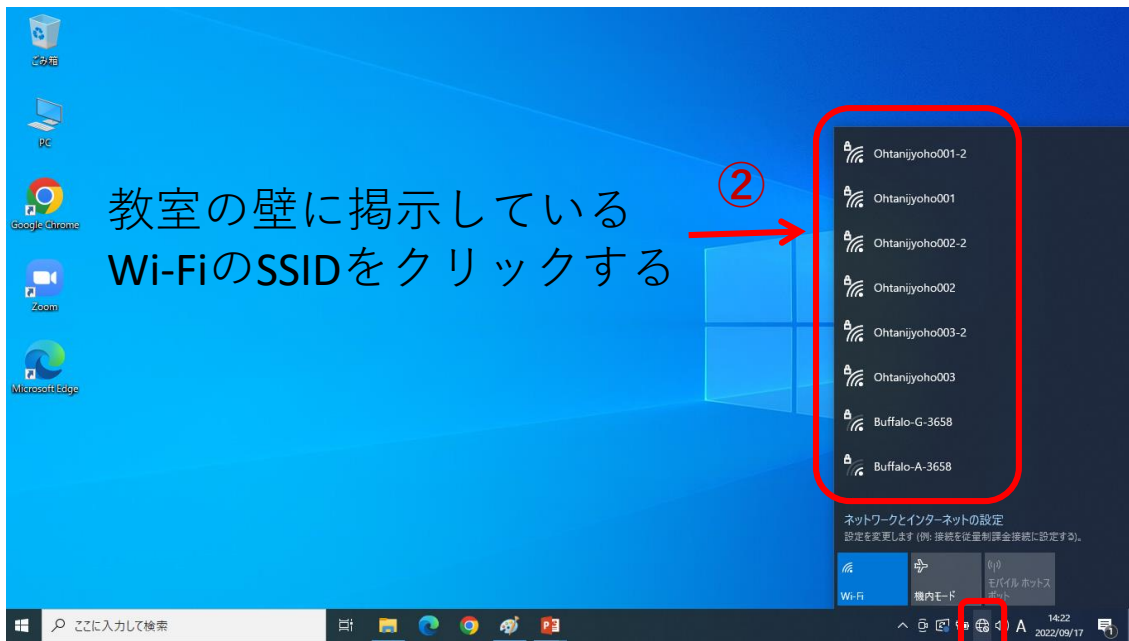 ごみ箱
PC
Google Chrome
Zoom
Microsoft Edge
教室の壁に掲示している
Wi-FiのSSIDをクリックする
②
Ohtanijyoho001-2
Ohtanijyoho001
Ohtanijyoho002-2
Ohtanijyoho002
Ohtanijyoho003-2
Ohtanijyoho003
Buffalo-G-3658
Buffalo-A-3658
ネットワークとインターネットの設定
設定を変更します (例: 接続を従量制課金接続に設定する)。
Wi-Fi
機内モード
モバイル ホットス
ポット
ここに入力して検索
A
14:22
2022/09/17
1